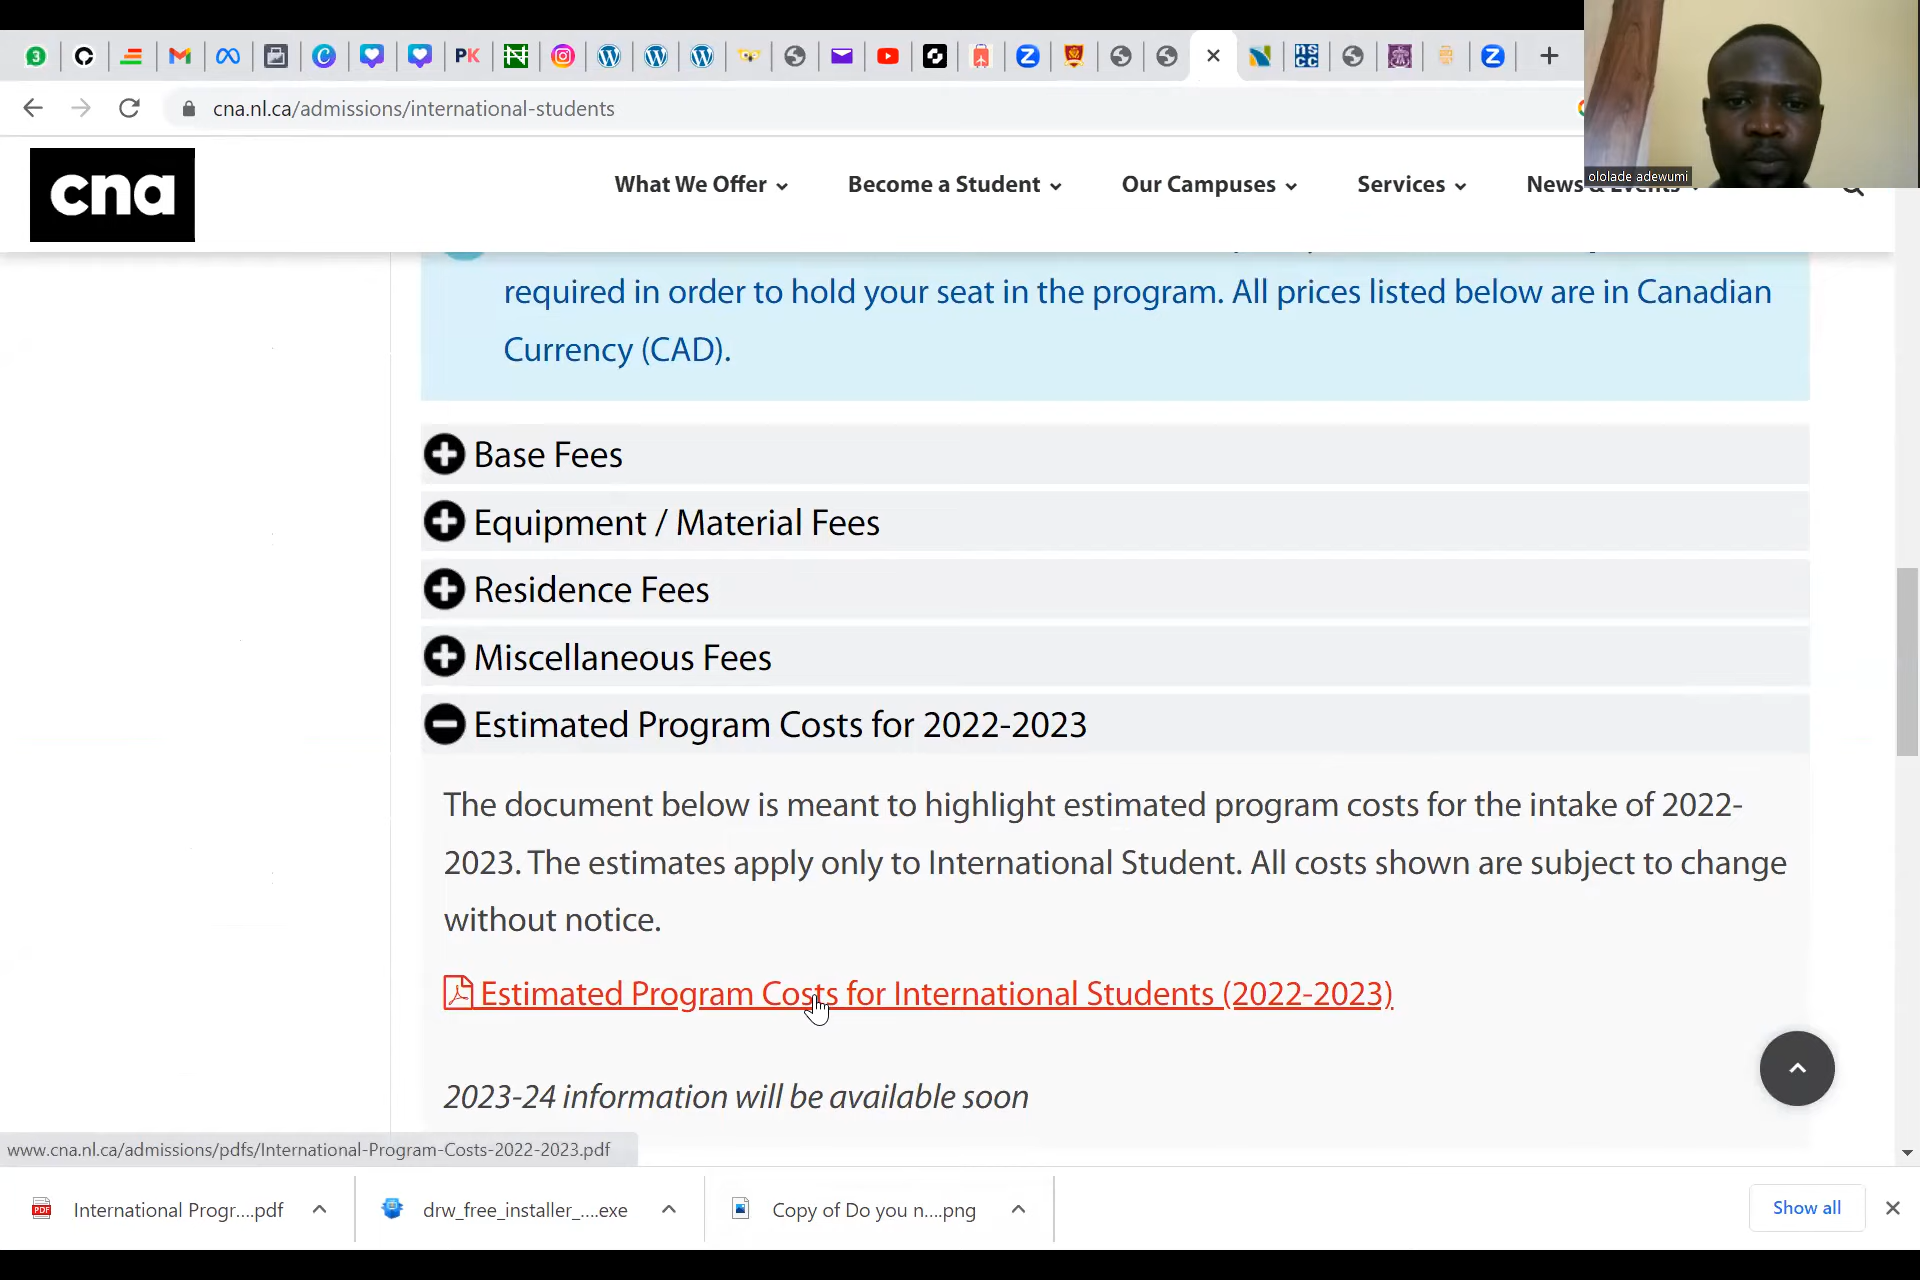 3
PK
nscc
cna.nl.ca/admissions/international-students
ololade adewumi
cna
What We Offer
Become a Student
Our Campuses
Services
News & Events
required in order to hold your seat in the program. All prices listed below are in Canadian
Currency (CAD).
Base Fees
Equipment / Material Fees
Residence Fees
Miscellaneous Fees
Estimated Program Costs for 2022-2023
The document below is meant to highlight estimated program costs for the intake of 2022-
2023. The estimates apply only to International Student. All costs shown are subject to change
without notice.
Estimated Program Costs for International Students (2022-2023)
2023-24 information will be available soon
www.cna.nl.ca/admissions/pdfs/International-Program-Costs-2022-2023.pdf
PDF
International Progr....pdf
drw_free_installer_....exe
Copy of Do you n....png
Show all